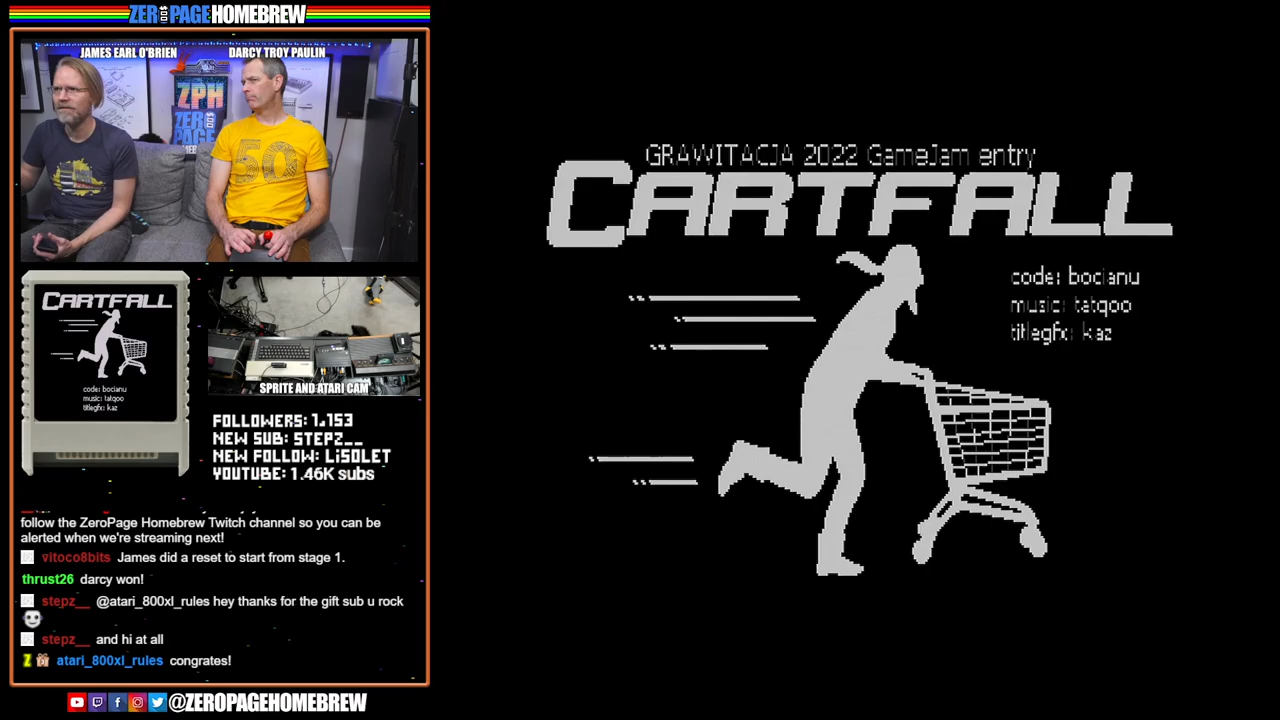 ZEROPAGE HOMEBREW
JAMES EARL O'BRIEN
DARCY TROY PAULIN
ZPH
50
CARTFALL
code: bocianu
music: tatqoo
titlegfx: kaz
SPRITE AND ATARI CAM
FOLLOWERS: 1,153
NEW SUB: STEPZ__
NEW FOLLOW: LiSOLET
YOUTUBE: 1.46K subs
follow the ZeroPage Homebrew Twitch channel so you can be
alerted when we're streaming next!
vitoco8bits James did a reset to start from stage 1.
thrust26 darcy won!
stepz__ @atari_800xl_rules hey thanks for the gift sub u rock
stepz__ and hi at all
atari_800xl_rules congrates!
@ZEROPAGEHOMEBREW
GRAWITACJA 2022 GameJam entry
CARTFALL
code: bocianu
music: tatqoo
titlegfx: kaz